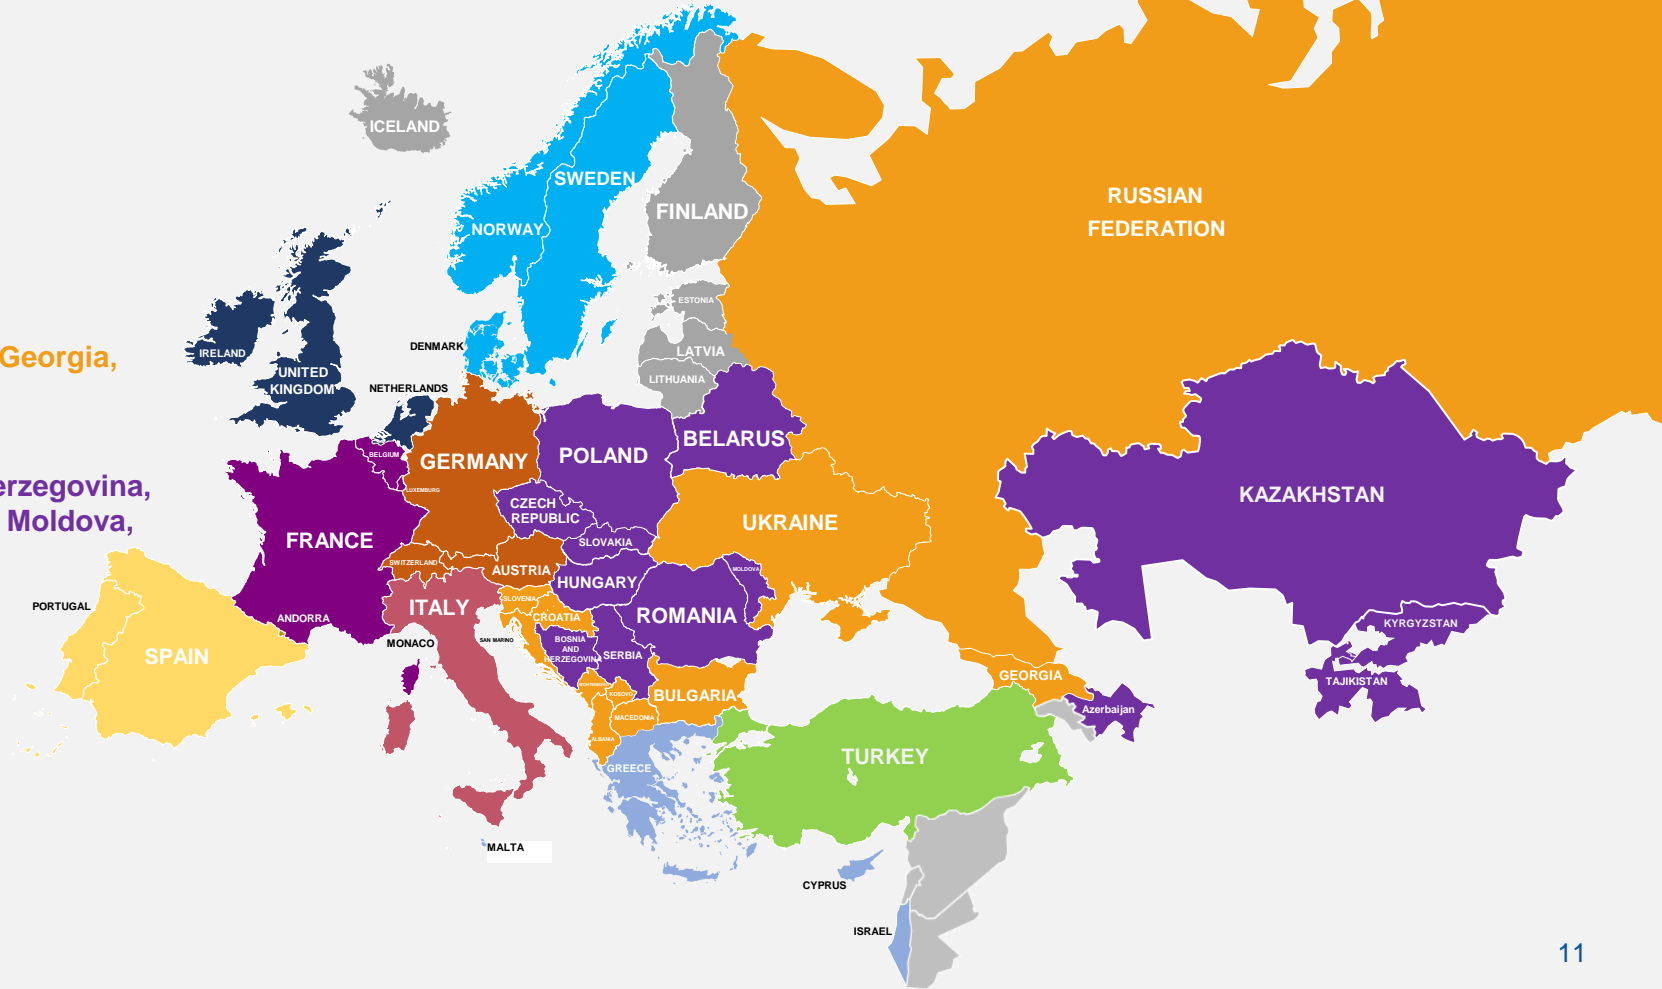 ICELAND
SWEDEN
FINLAND
NORWAY
RUSSIAN
FEDERATION
ESTONIA
DENMARK
LATVIA
LITHUANIA
IRELAND
UNITED
KINGDOM
NETHERLANDS
Georgia,
BELARUS
POLAND
GERMANY
BELGIUM
LUXEMBURG
erzegovina,
Moldova,
KAZAKHSTAN
CZECH
REPUBLIC
UKRAINE
FRANCE
SLOVAKIA
SWITZERLAND
AUSTRIA
HUNGARY
MOLDOVA
PORTUGAL
ITALY
SLOVENIA
CROATIA
ROMANIA
ANDORRA
MONACO
SAN MARINO
BOSNIA
AND
HERZEGOVINA
SERBIA
KYRGYZSTAN
SPAIN
GEORGIA
TAJIKISTAN
KOSOVO
BULGARIA
Azerbaijan
MACEDONIA
ALBANIA
TURKEY
GREECE
MALTA
CYPRUS
ISRAEL
11